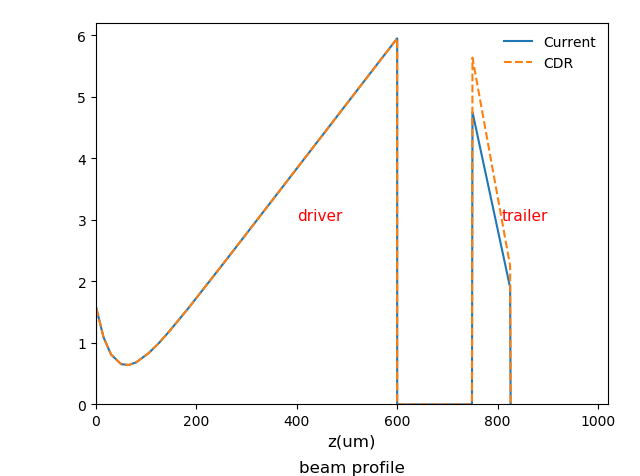 6
5
4
3
2
1
0
Current
CDR
driver
trailer
0
200
400
600
800
1000
z(um)
beam profile